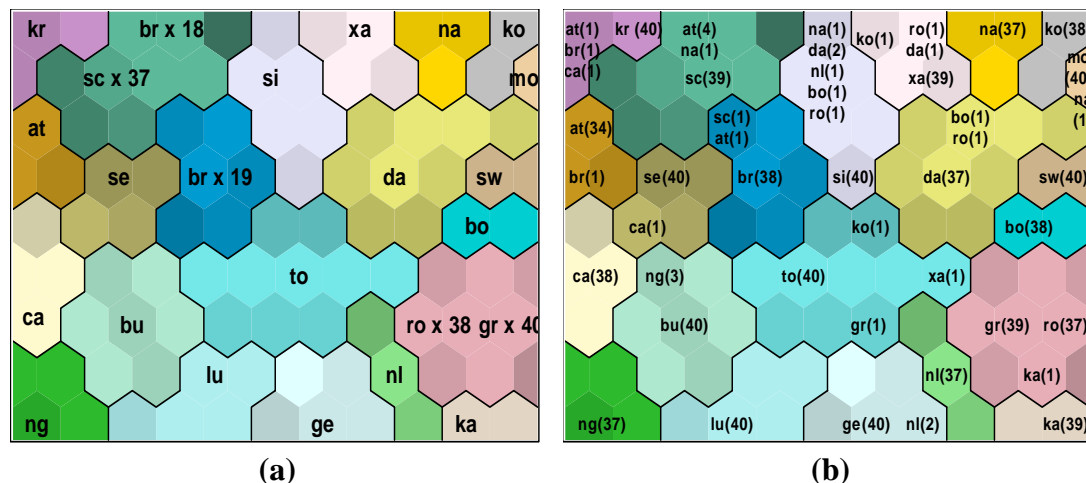 kr br x 18 xa na ko
sc x 37 si mo
at
se br x 19 da sw
bo
to
ca bu ro x 38 gr x 40
lu nl
ng ge ka
(a)
at(1) kr (40) at(4) na(1) ko(1) ro(1) na(37) ko(38)
br(1) na(1) da(2) da(1)
ca(1) sc(39) nl(1) xa(39) (40)
bo(1)
ro(1)
at(34) sc(1) bo(1) (1)
at(1) ro(1)
br(1) se(40) br(38) si(40) da(37) sw(40)
ca(1) ko(1) bo(38)
ca(38) ng(3) to(40) xa(1)
bu(40) gr(1) gr(39) ro(37)
nl(37) ka(1)
ng(37) lu(40) ge(40) nl(2) ka(39)
(b)